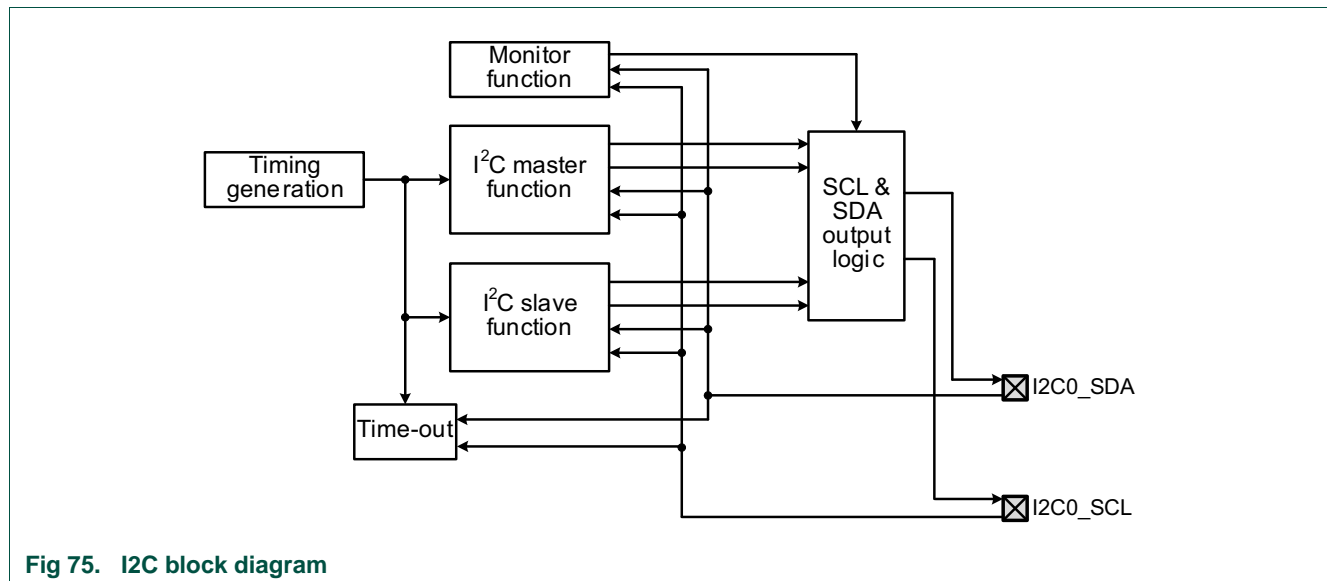 Monitor
function
Timing
generation
I²C master
function
SCL &
SDA
output
logic
I²C slave
function
I2C0_SDA
Time-out
I2C0_SCL
Fig 75. I2C block diagram